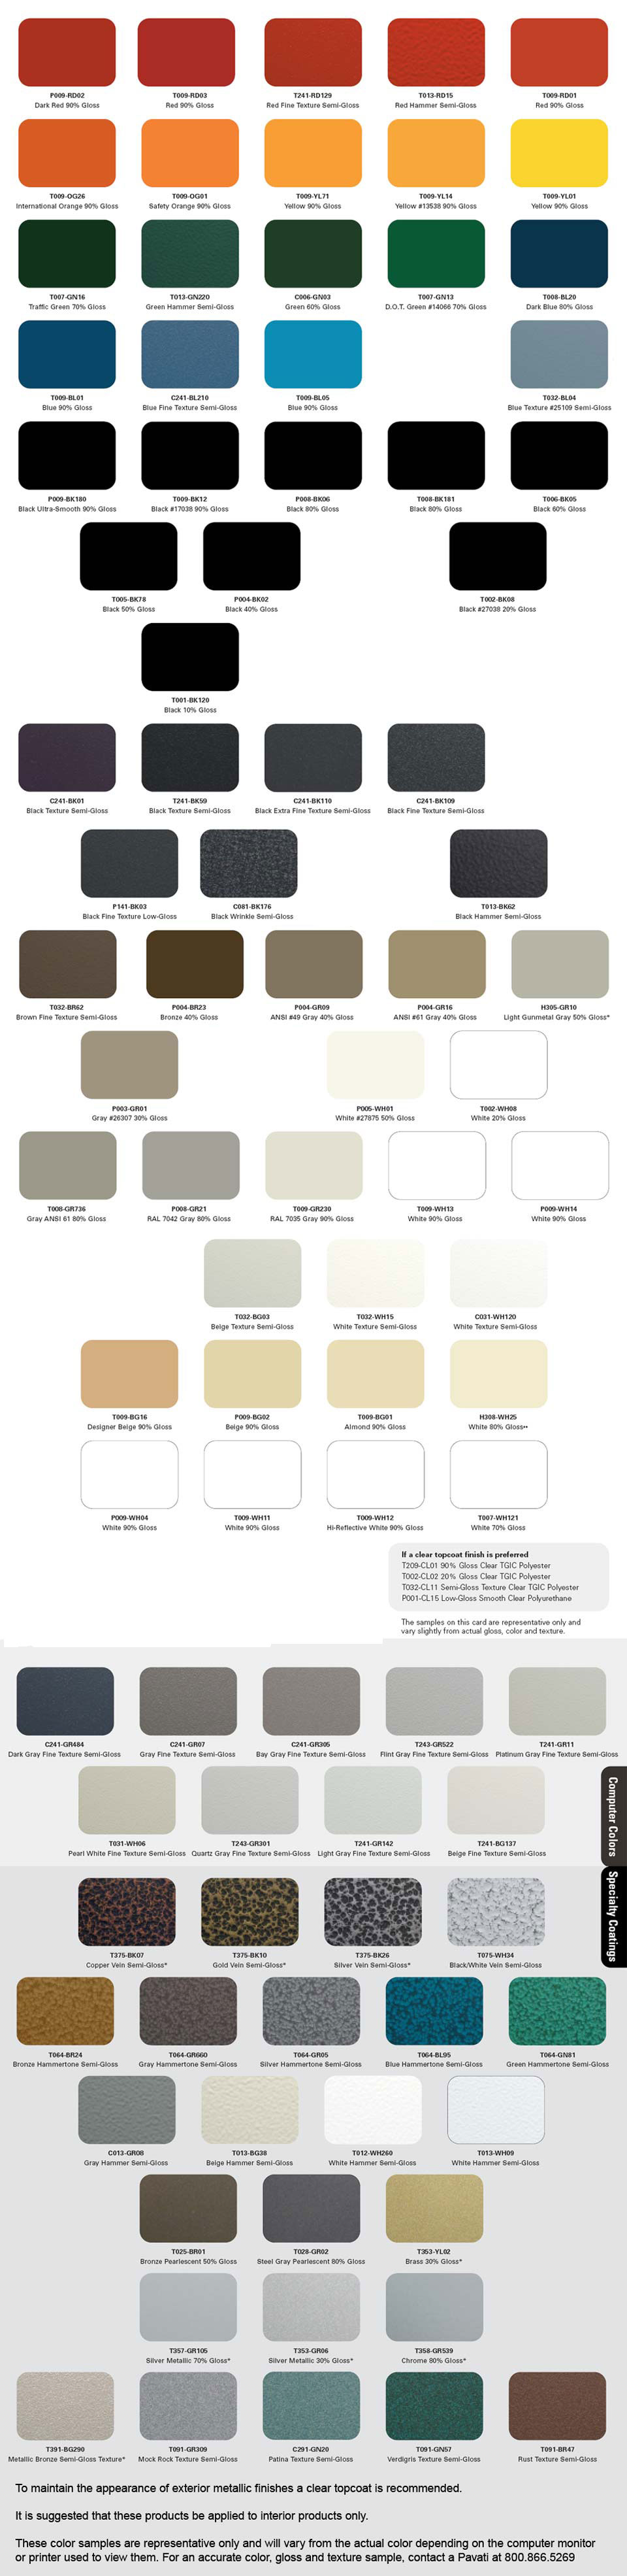 P009-RD02 T009-RD03 T241-RD129 T013-RD15 T009-RD01
Dark Red 90% Gloss Red 90% Gloss Red Fine Texture Semi-Gloss Red Hammer Semi-Gloss Red 90% Gloss
T009-OG26 T009-OG01 T009-YL71 T009-YL14 T009-YL01
International Orange 90% Gloss Safety Orange 90% Gloss Yellow 90% Gloss Yellow #13538 90% Gloss Yellow 90% Gloss
T007-GN16 T013-GN220 C006-GN03 T007-GN13 T008-BL20
Traffic Green 70% Gloss Green Hammer Semi-Gloss Green 60% Gloss D.O.T. Green #14066 70% Gloss Dark Blue 80% Gloss
T009-BL01 C241-BL210 T009-BL05 T032-BL04
Blue 90% Gloss Blue Fine Texture Semi-Gloss Blue 90% Gloss Blue Texture #25109 Semi-Gloss
P009-BK180 T009-BK12 P008-BK06 T008-BK181 T006-BK05
Black Ultra-Smooth 90% Gloss Black #17038 90% Gloss Black 80% Gloss Black 80% Gloss Black 60% Gloss
T005-BK78 P004-BK02 T002-BK08
Black 50% Gloss Black 40% Gloss Black #27038 20% Gloss
T001-BK120
Black 10% Gloss
C241-BK01 T241-BK59 C241-BK110 C241-BK109
Black Texture Semi-Gloss Black Texture Semi-Gloss Black Extra Fine Texture Semi-Gloss Black Fine Texture Semi-Gloss
P141-BK03 C081-BK176 T013-BK62
Black Fine Texture Low-Gloss Black Wrinkle Semi-Gloss Black Hammer Semi-Gloss
T032-BR62 P004-BR23 P004-GR09 P004-GR16 H305-GR10
Brown Fine Texture Semi-Gloss Bronze 40% Gloss ANSI #49 Gray 40% Gloss ANSI #61 Gray 40% Gloss Light Gunmetal Gray 50% Gloss*
P003-GR01 P005-WH01 T002-WH08
Gray #26307 30% Gloss White #27875 50% Gloss White 20% Gloss
T008-GR736 P008-GR21 T009-GR230 T009-WH13 P009-WH14
Gray ANSI 61 80% Gloss RAL 7042 Gray 80% Gloss RAL 7035 Gray 90% Gloss White 90% Gloss White 90% Gloss
T032-BG03 T032-WH15 C031-WH120
Beige Texture Semi-Gloss White Texture Semi-Gloss White Texture Semi-Gloss
T009-BG16 P009-BG02 T009-BG01 H308-WH25
Designer Beige 90% Gloss Beige 90% Gloss Almond 90% Gloss White 80% Gloss••
P009-WH04 T009-WH11 T009-WH12 T007-WH121
White 90% Gloss White 90% Gloss Hi-Reflective White 90% Gloss White 70% Gloss
If a clear topcoat finish is preferred
T209-CL01 90% Gloss Clear TGIC Polyester
T002-CL02 20% Gloss Clear TGIC Polyester
T032-CL11 Semi-Gloss Texture Clear TGIC Polyester
P001-CL15 Low-Gloss Smooth Clear Polyurethane
The samples on this card are representative only and
vary slightly from actual gloss, color and texture.
C241-GR484 C241-GR07 C241-GR305 T243-GR522 T241-GR11
Dark Gray Fine Texture Semi-Gloss Gray Fine Texture Semi-Gloss Bay Gray Fine Texture Semi-Gloss Flint Gray Fine Texture Semi-Gloss Platinum Gray Fine Texture Semi-Gloss
Computer Colors
T031-WH06 T243-GR301 T241-GR142 T241-BG137
Pearl White Fine Texture Semi-Gloss Quartz Gray Fine Texture Semi-Gloss Light Gray Fine Texture Semi-Gloss Beige Fine Texture Semi-Gloss
Specialty Coatings
T375-BK07 T375-BK10 T375-BK26 T075-WH34
Copper Vein Semi-Gloss* Gold Vein Semi-Gloss* Silver Vein Semi-Gloss* Black/White Vein Semi-Gloss
T064-BR24 T064-GR660 T064-GR05 T064-BL95 T064-GN81
Bronze Hammertone Semi-Gloss Gray Hammertone Semi-Gloss Silver Hammertone Semi-Gloss Blue Hammertone Semi-Gloss Green Hammertone Semi-Gloss
C013-GR08 T013-BG38 T012-WH260 T013-WH09
Gray Hammer Semi-Gloss Beige Hammer Semi-Gloss White Hammer Semi-Gloss White Hammer Semi-Gloss
T025-BR01 T028-GR02 T353-YL02
Bronze Pearlescent 50% Gloss Steel Gray Pearlescent 80% Gloss Brass 30% Gloss*
T357-GR105 T353-GR06 T358-GR539
Silver Metallic 70% Gloss* Silver Metallic 30% Gloss* Chrome 80% Gloss*
T391-BG290 T091-GR309 C291-GN20 T091-GN57 T091-BR47
Metallic Bronze Semi-Gloss Texture* Mock Rock Texture Semi-Gloss Patina Texture Semi-Gloss Verdigris Texture Semi-Gloss Rust Texture Semi-Gloss
To maintain the appearance of exterior metallic finishes a clear topcoat is recommended.
It is suggested that these products be applied to interior products only.
These color samples are representative only and will vary from the actual color depending on the computer monitor
or printer used to view them. For an accurate color, gloss and texture sample, contact a Pavati at 800.866.5269